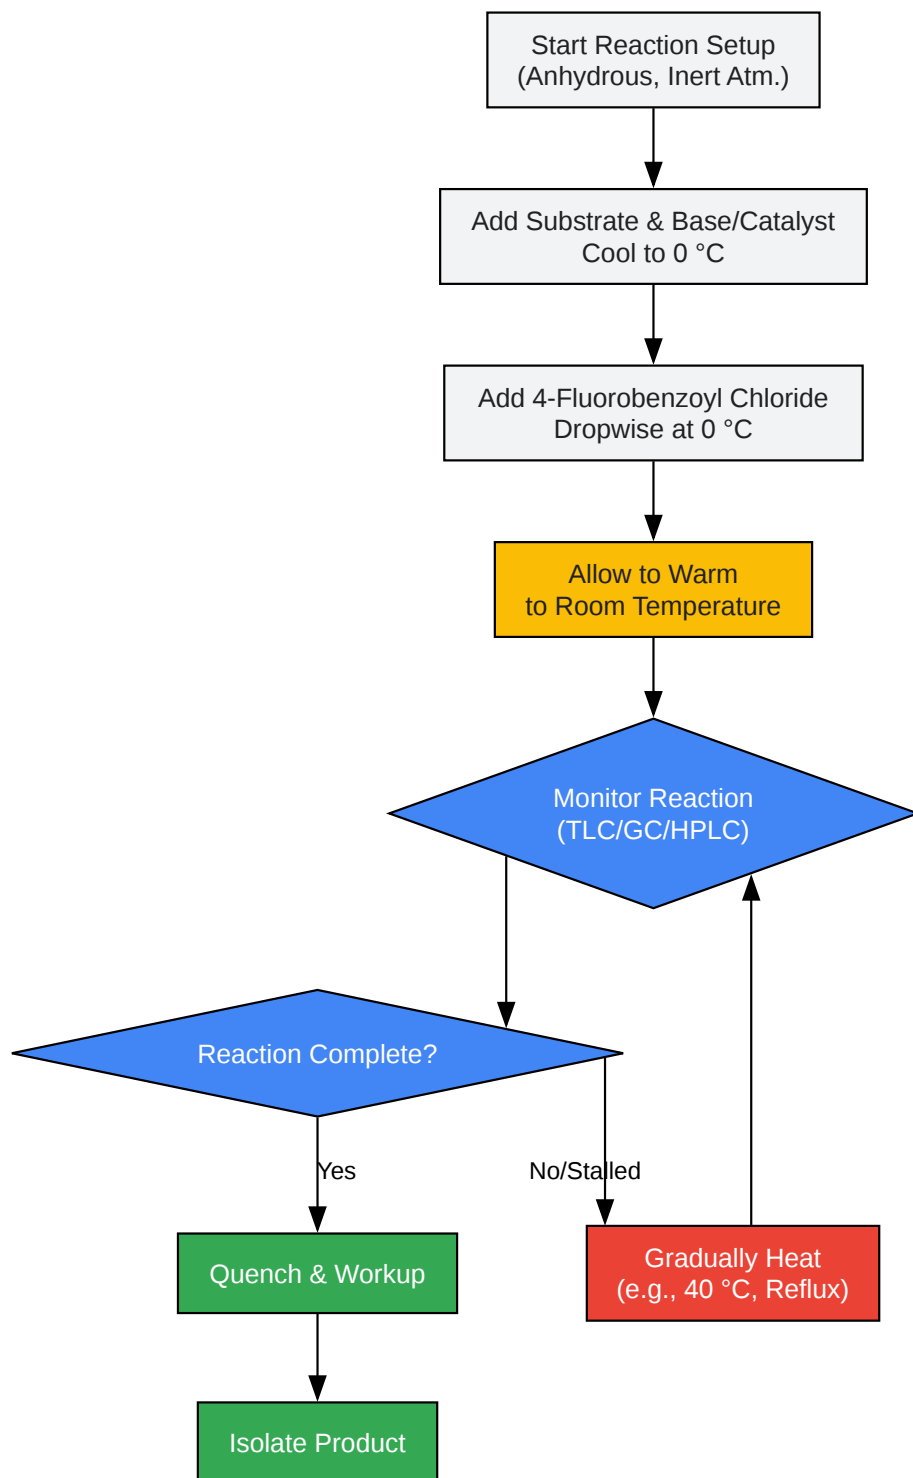 Start Reaction Setup
(Anhydrous, Inert Atm.)
Add Substrate & Base/Catalyst
Cool to 0 °C
Add 4-Fluorobenzoyl Chloride
Dropwise at 0 °C
Allow to Warm
to Room Temperature
Monitor Reaction
(TLC/GC/HPLC)
Reaction Complete?
Yes
No/Stalled
Quench & Workup
Gradually Heat
(e.g., 40 °C, Reflux)
Isolate Product